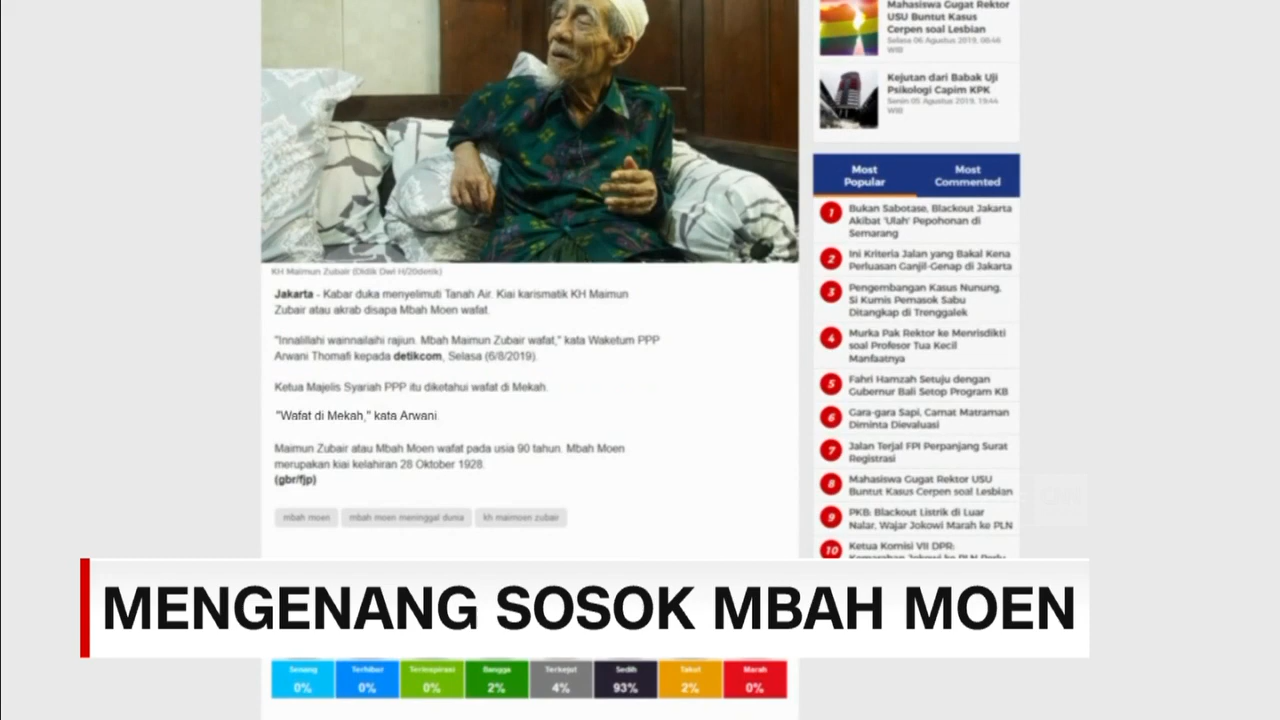 KH Maimun Zubair (Didik Dwi H/20detik)
Jakarta - Kabar duka menyelimuti Tanah Air. Kiai karismatik KH Maimun
Zubair atau akrab disapa Mbah Moen wafat.
"Innalillahi wainnailaihi rajiun. Mbah Maimun Zubair wafat," kata Waketum PPP
Arwani Thomafi kepada detikcom, Selasa (6/8/2019).
Ketua Majelis Syariah PPP itu diketahui wafat di Mekah.
"Wafat di Mekah," kata Arwani.
Maimun Zubair atau Mbah Moen wafat pada usia 90 tahun. Mbah Moen
merupakan kiai kelahiran 28 Oktober 1928.
(gbr/fjp)
mbah moen mbah moen meninggal dunia kh maimoen zubair
Mahasiswa Gugat Rektor
USU Buntut Kasus
Cerpen soal Lesbian
Selasa 06 Agustus 2019, 00:46
WIB
Kejutan dari Babak Uji
Psikologi Capim KPK
Senin 05 Agustus 2019, 19:44
WIB
Most
Popular
Most
Commented
1 Bukan Sabotase, Blackout Jakarta
Akibat 'Ulah' Pepohonan di
Semarang
2 Ini Kriteria Jalan yang Bakal Kena
Perluasan Ganjil-Genap di Jakarta
3 Pengembangan Kasus Nunung,
Si Kumis Pemasok Sabu
Ditangkap di Trenggalek
4 Murka Pak Rektor ke Menrisdikti
soal Profesor Tua Kecil
Manfaatnya
5 Fahri Hamzah Setuju dengan
Gubernur Bali Setop Program KB
6 Gara-gara Sapi, Camat Matraman
Diminta Dievaluasi
7 Jalan Terjal FPI Perpanjang Surat
Registrasi
8 Mahasiswa Gugat Rektor USU
Buntut Kasus Cerpen soal Lesbian
9 PKB: Blackout Listrik di Luar
Nalar, Wajar Jokowi Marah ke PLN
10 Ketua Komisi VII DPR:
MENGENANG SOSOK MBAH MOEN
Senang Terhibur Terinspirasi Bangga Terkejut Sedih Takut Marah
0% 0% 0% 2% 4% 93% 2% 0%